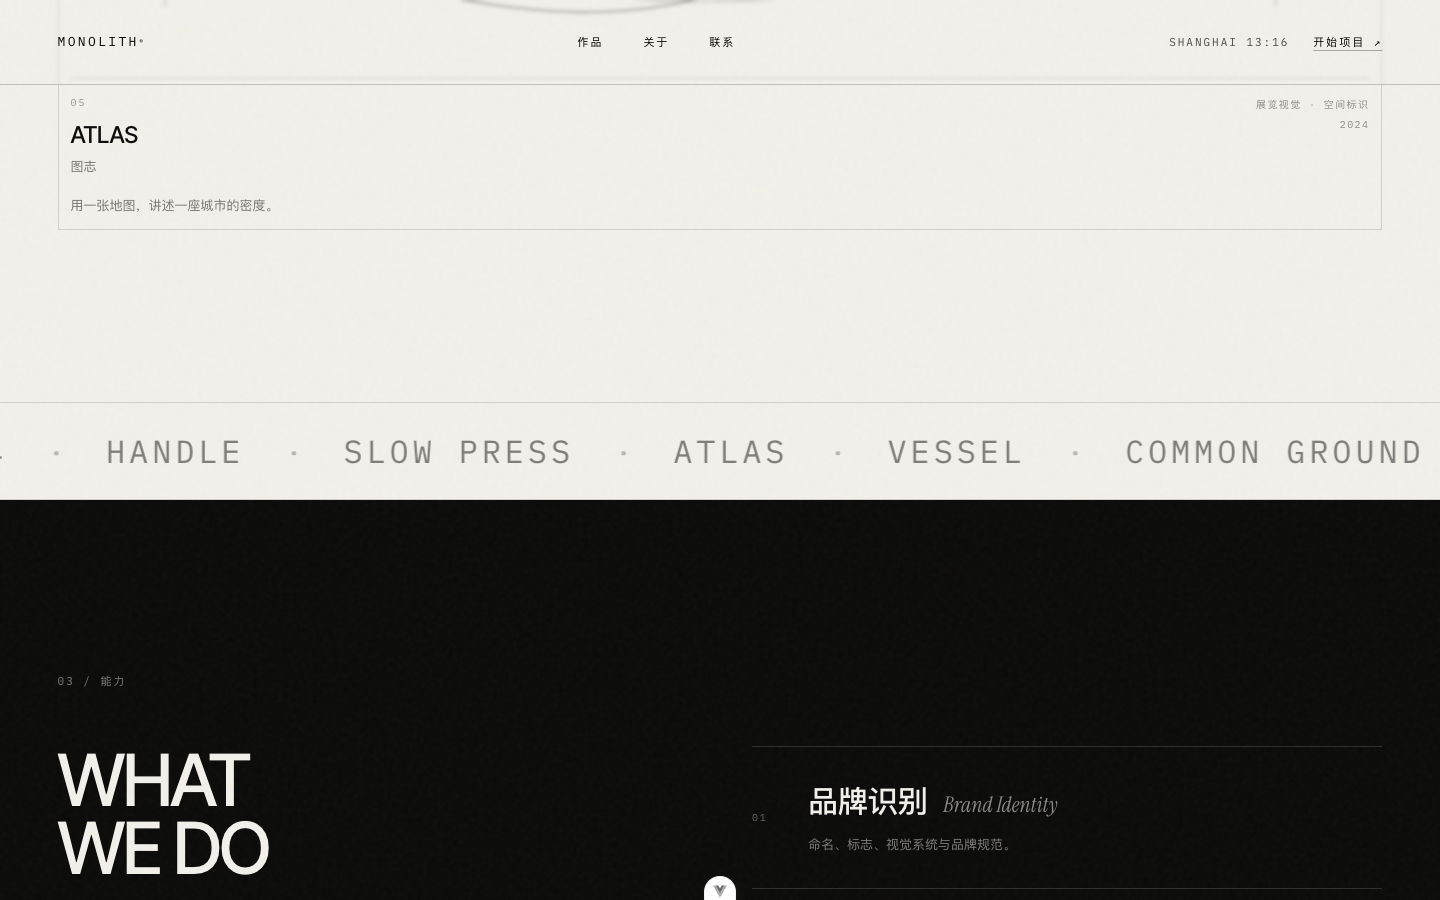 MONOLITH®
作品
关于
联系
SHANGHAI 13:16
开始项目 ↗
05
展览视觉 · 空间标识
ATLAS
2024
图志
用一张地图，讲述一座城市的密度。
· HANDLE · SLOW PRESS · ATLAS · VESSEL · COMMON GROUND
03 / 能力
WHAT
WE DO
01
品牌识别 Brand Identity
命名、标志、视觉系统与品牌规范。